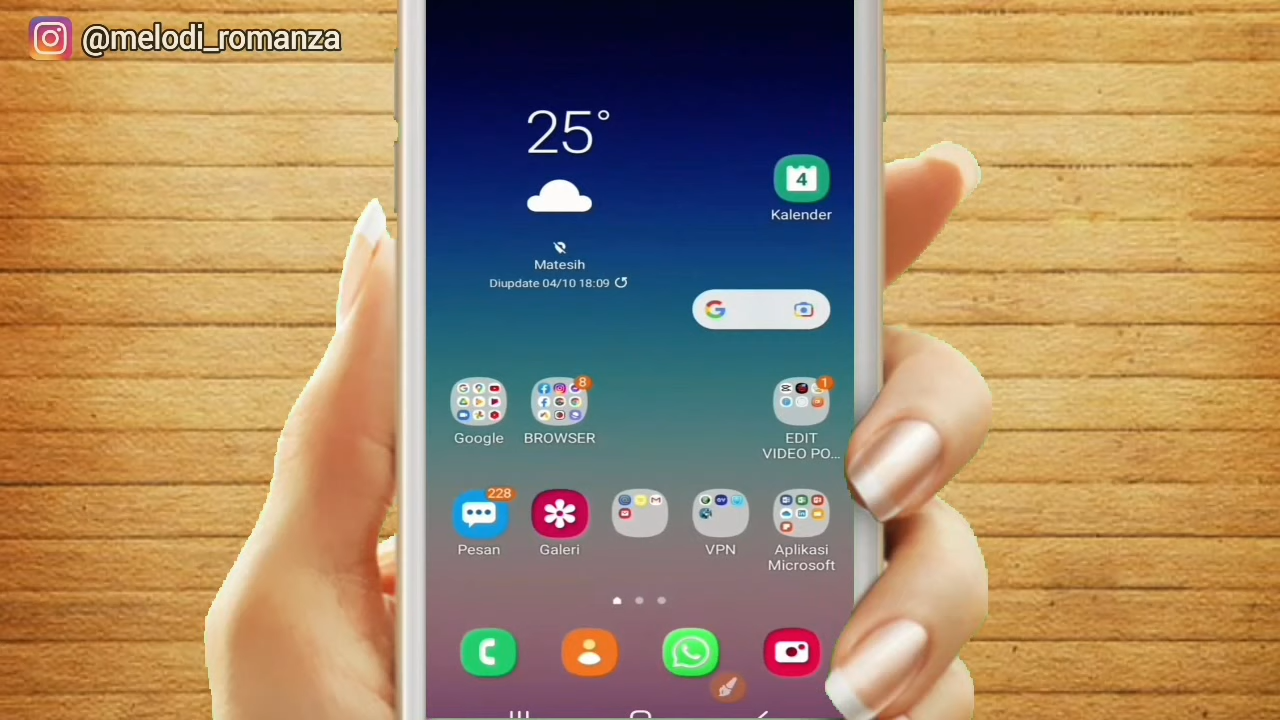 @melodi_romanza
25°
4
Kalender
Matesih
Diupdate 04/10 18:09
8
1
Google
BROWSER
EDIT
VIDEO PO...
228
Pesan
Galeri
VPN
Aplikasi
Microsoft